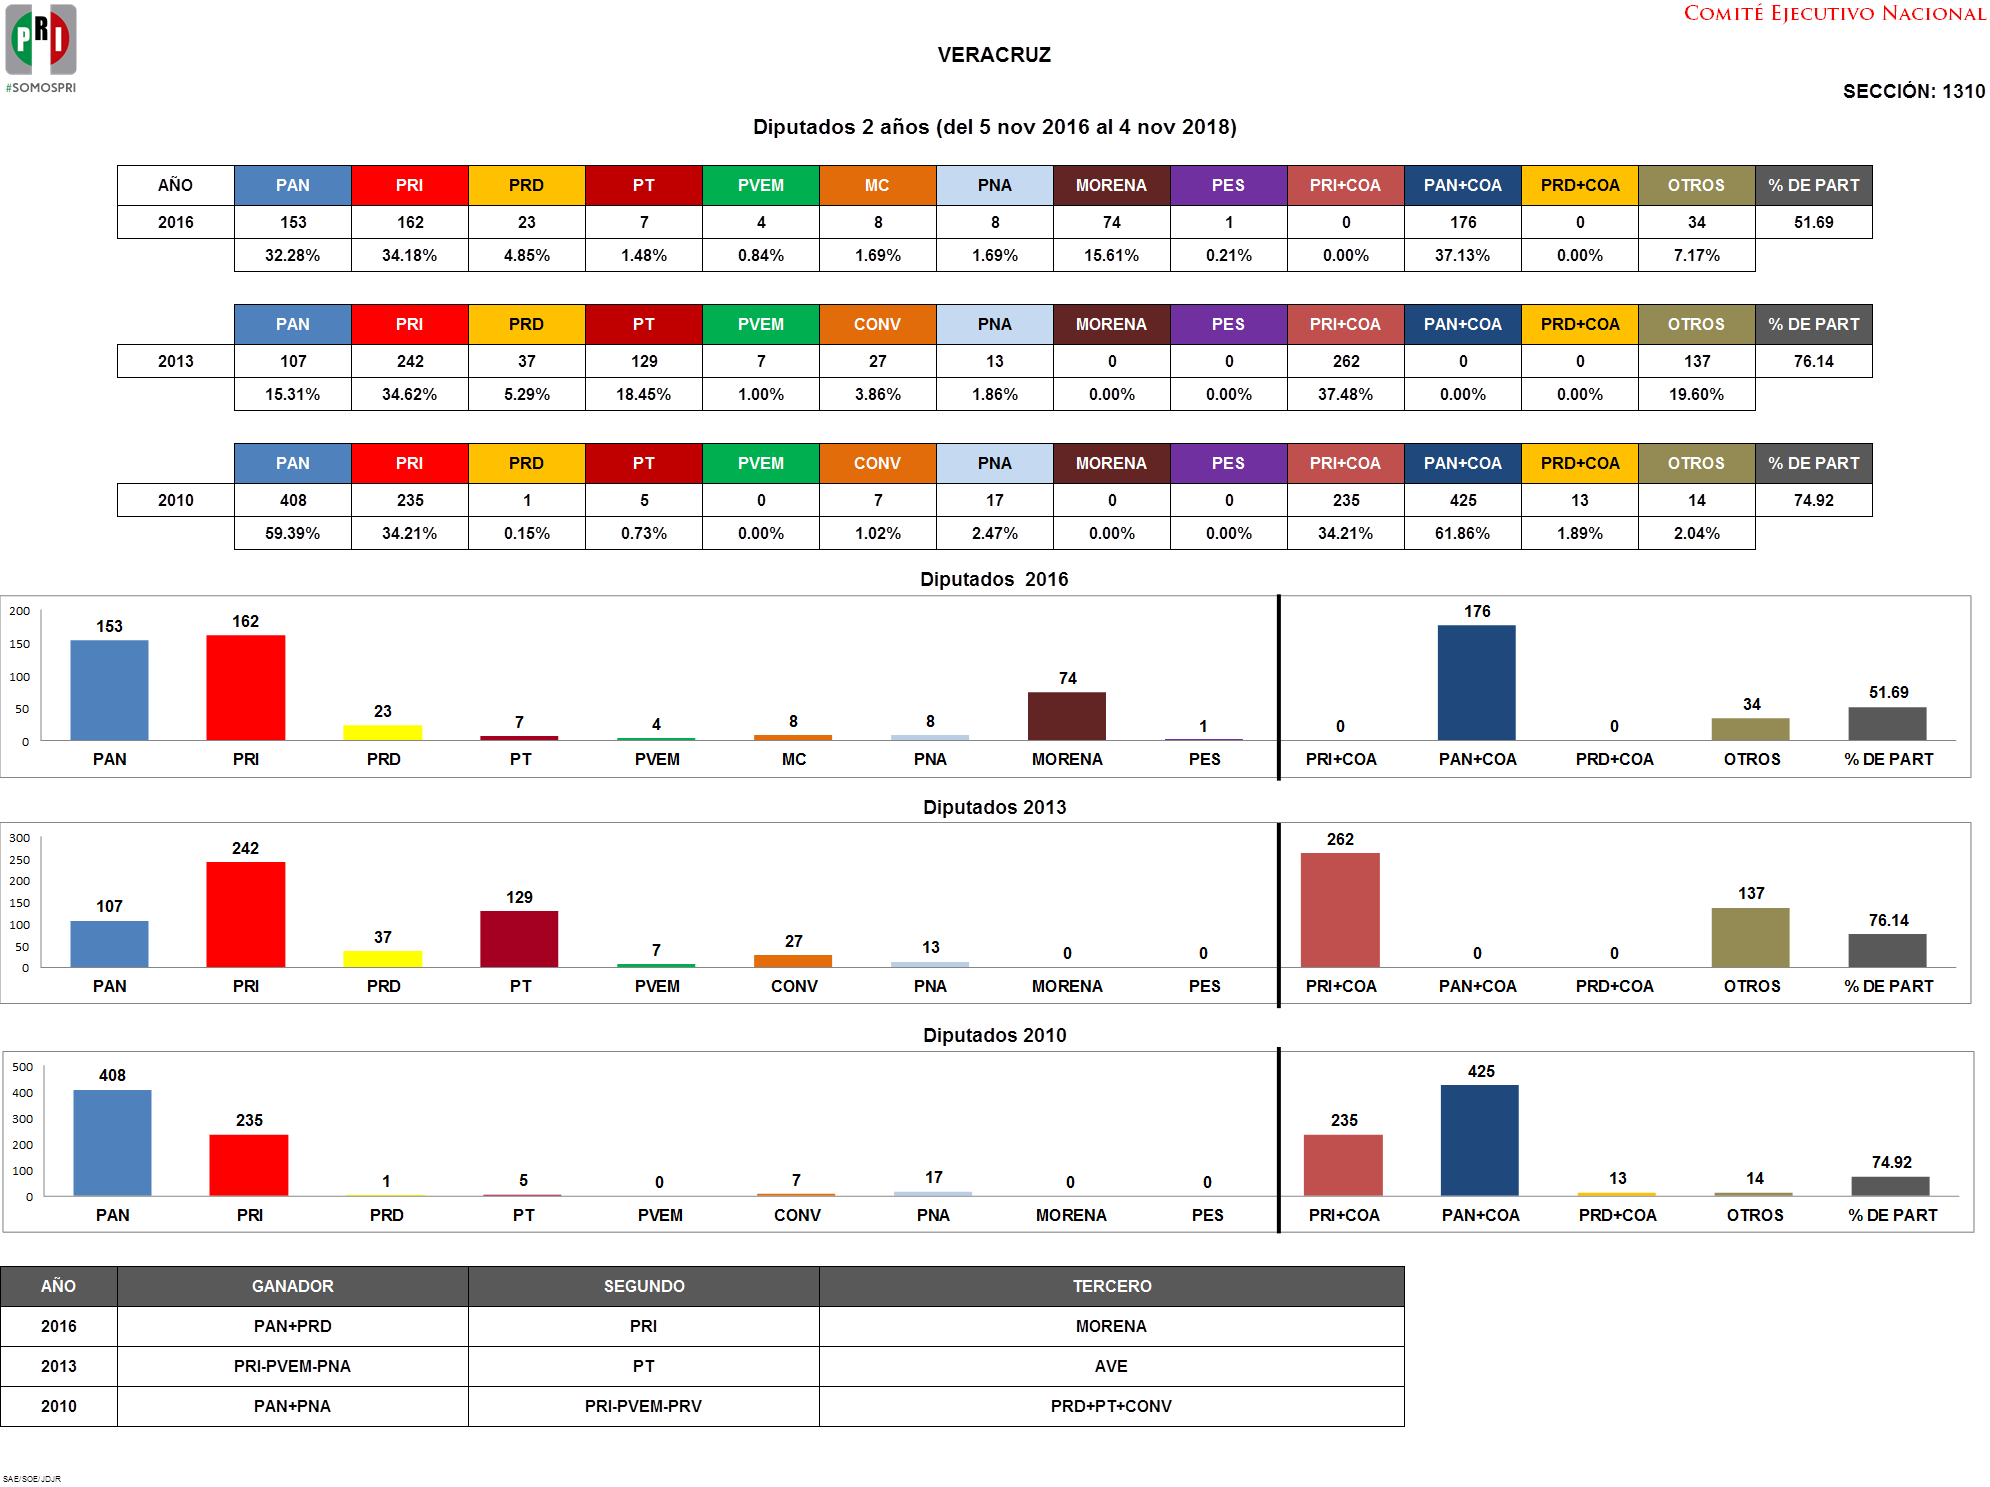 COMITÉ EJECUTIVO NACIONAL
PRI
#SOMOSPRI
VERACRUZ
SECCIÓN: 1310
Diputados 2 años (del 5 nov 2016 al 4 nov 2018)
AÑO PAN PRI PRD PT PVEM MC PNA MORENA PES PRI+COA PAN+COA PRD+COA OTROS % DE PART
2016 153 162 23 7 4 8 8 74 1 0 176 0 34 51.69
32.28% 34.18% 4.85% 1.48% 0.84% 1.69% 1.69% 15.61% 0.21% 0.00% 37.13% 0.00% 7.17%
PAN PRI PRD PT PVEM CONV PNA MORENA PES PRI+COA PAN+COA PRD+COA OTROS % DE PART
2013 107 242 37 129 7 27 13 0 0 262 0 0 137 76.14
15.31% 34.62% 5.29% 18.45% 1.00% 3.86% 1.86% 0.00% 0.00% 37.48% 0.00% 0.00% 19.60%
PAN PRI PRD PT PVEM CONV PNA MORENA PES PRI+COA PAN+COA PRD+COA OTROS % DE PART
2010 408 235 1 5 0 7 17 0 0 235 425 13 14 74.92
59.39% 34.21% 0.15% 0.73% 0.00% 1.02% 2.47% 0.00% 0.00% 34.21% 61.86% 1.89% 2.04%
Diputados 2016
200
150
100
50
0
153 162 23 7 4 8 8 74 1 0 176 0 34 51.69
PAN PRI PRD PT PVEM MC PNA MORENA PES PRI+COA PAN+COA PRD+COA OTROS % DE PART
Diputados 2013
300
250
200
150
100
50
0
107 242 37 129 7 27 13 0 0 262 0 0 137 76.14
PAN PRI PRD PT PVEM CONV PNA MORENA PES PRI+COA PAN+COA PRD+COA OTROS % DE PART
Diputados 2010
500
400
300
200
100
0
408 235 1 5 0 7 17 0 0 235 425 13 14 74.92
PAN PRI PRD PT PVEM CONV PNA MORENA PES PRI+COA PAN+COA PRD+COA OTROS % DE PART
AÑO GANADOR SEGUNDO TERCERO
2016 PAN+PRD PRI MORENA
2013 PRI-PVEM-PNA PT AVE
2010 PAN+PNA PRI-PVEM-PRV PRD+PT+CONV
SAE/SOE/JDJR